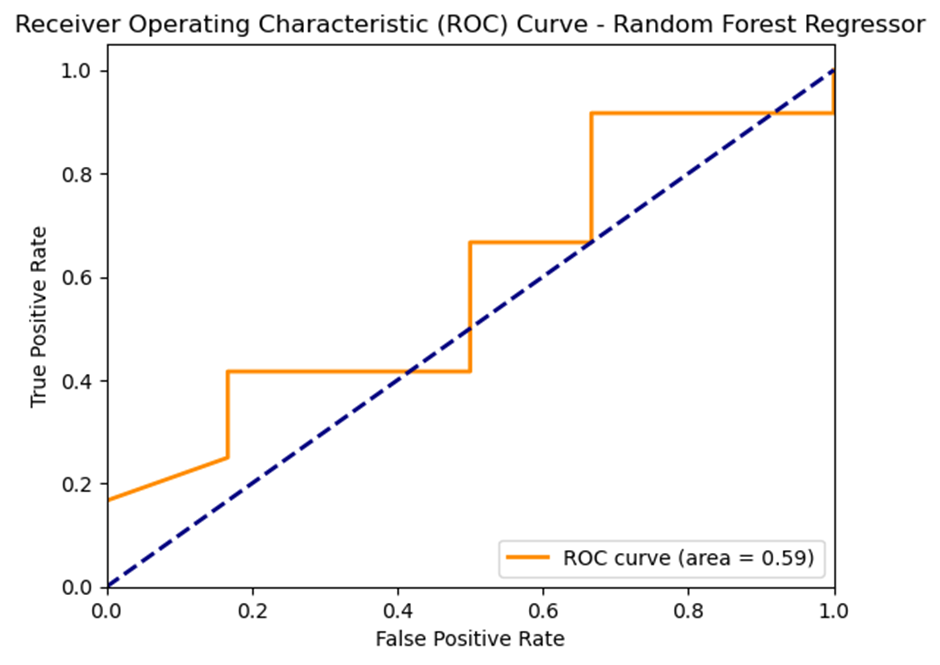 Receiver Operating Characteristic (ROC) Curve - Random Forest Regressor
1.0
0.8
0.6
0.4
0.2
0.0
True Positive Rate
ROC curve (area = 0.59)
0.0 0.2 0.4 0.6 0.8 1.0
False Positive Rate